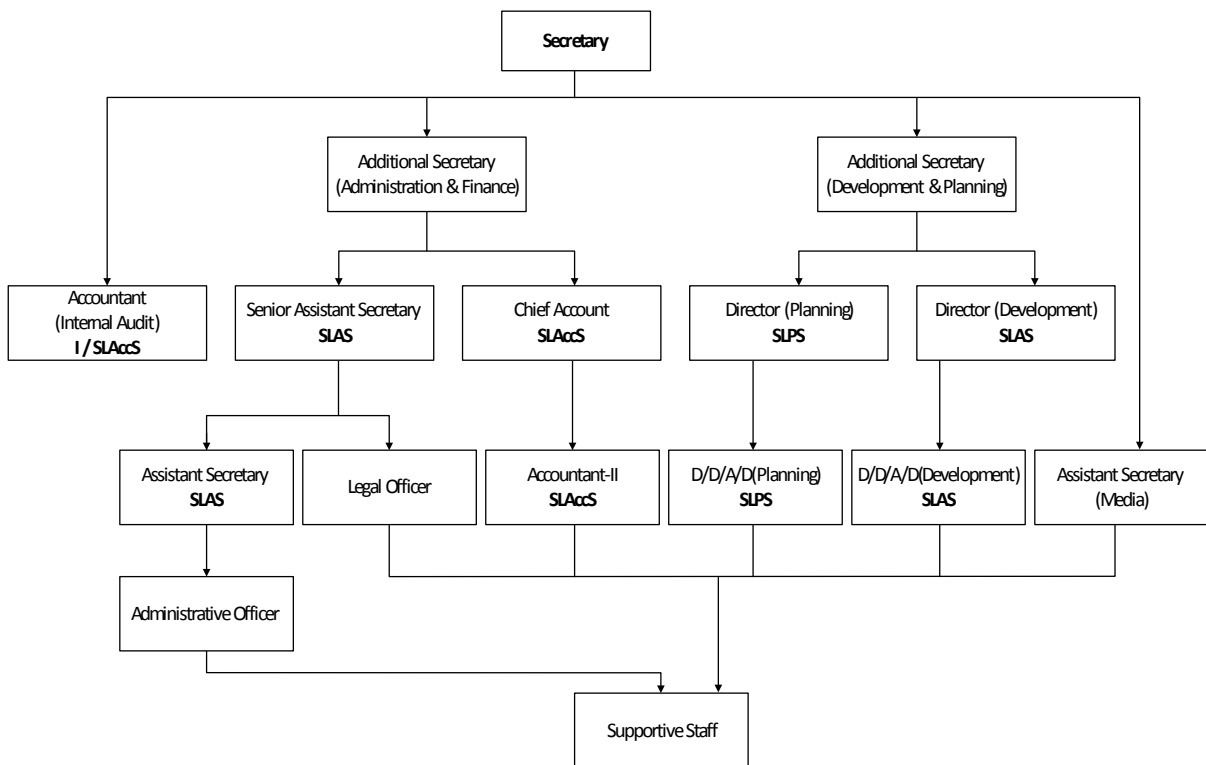 Secretary
Additional Secretary
(Administration & Finance)
Additional Secretary
(Development & Planning)
Accountant
(Internal Audit)
I / SLAccS
Senior Assistant Secretary
SLAS
Chief Account
SLAccS
Director (Planning)
SLPS
Director (Development)
SLAS
Assistant Secretary
SLAS
Legal Officer
Accountant-II
SLAccS
D/D/A/D(Planning)
SLPS
D/D/A/D(Development)
SLAS
Assistant Secretary
(Media)
Administrative Officer
Supportive Staff